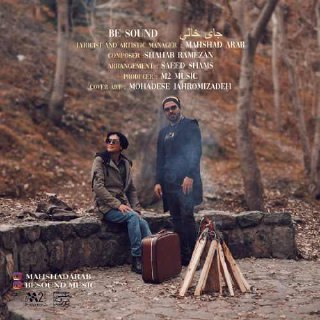 BE SOUND جای خالی
LYRICIST AND ARTISTIC MANAGER : MAHSHAD ARAB
COMPOSER :SHAHAB RAMEZAN
ARRANGEMENT : SAEED SHAMS
PRODUCER : M2 MUSIC
COVER ART : MOHADESE JAHROMIZADEH
MAHSHADARAB
BESOUND.MUSIC